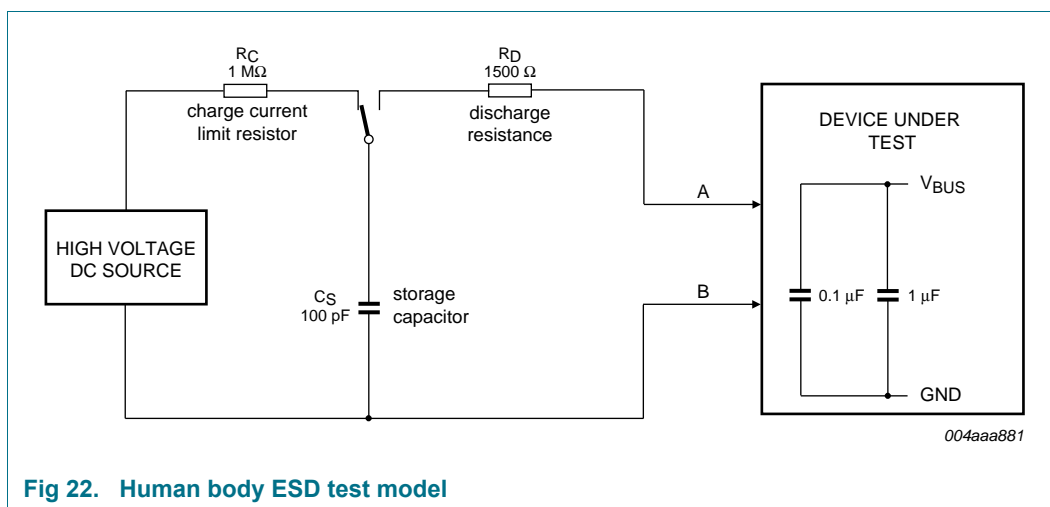 RC
1 MΩ
charge current
limit resistor
RD
1500 Ω
discharge
resistance
DEVICE UNDER
TEST
VBUS
A
HIGH VOLTAGE
DC SOURCE
CS
100 pF
storage
capacitor
B
0.1 μF
1 μF
GND
004aaa881
Fig 22. Human body ESD test model